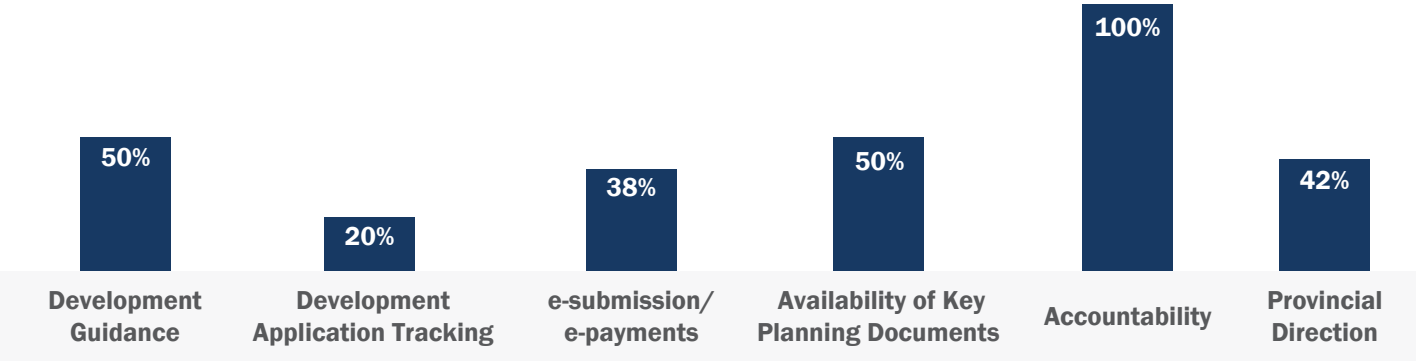 100%
50%
50%
42%
38%
20%
Development
Guidance
Development
Application Tracking
e-submission/
e-payments
Availability of Key
Planning Documents
Accountability
Provincial
Direction